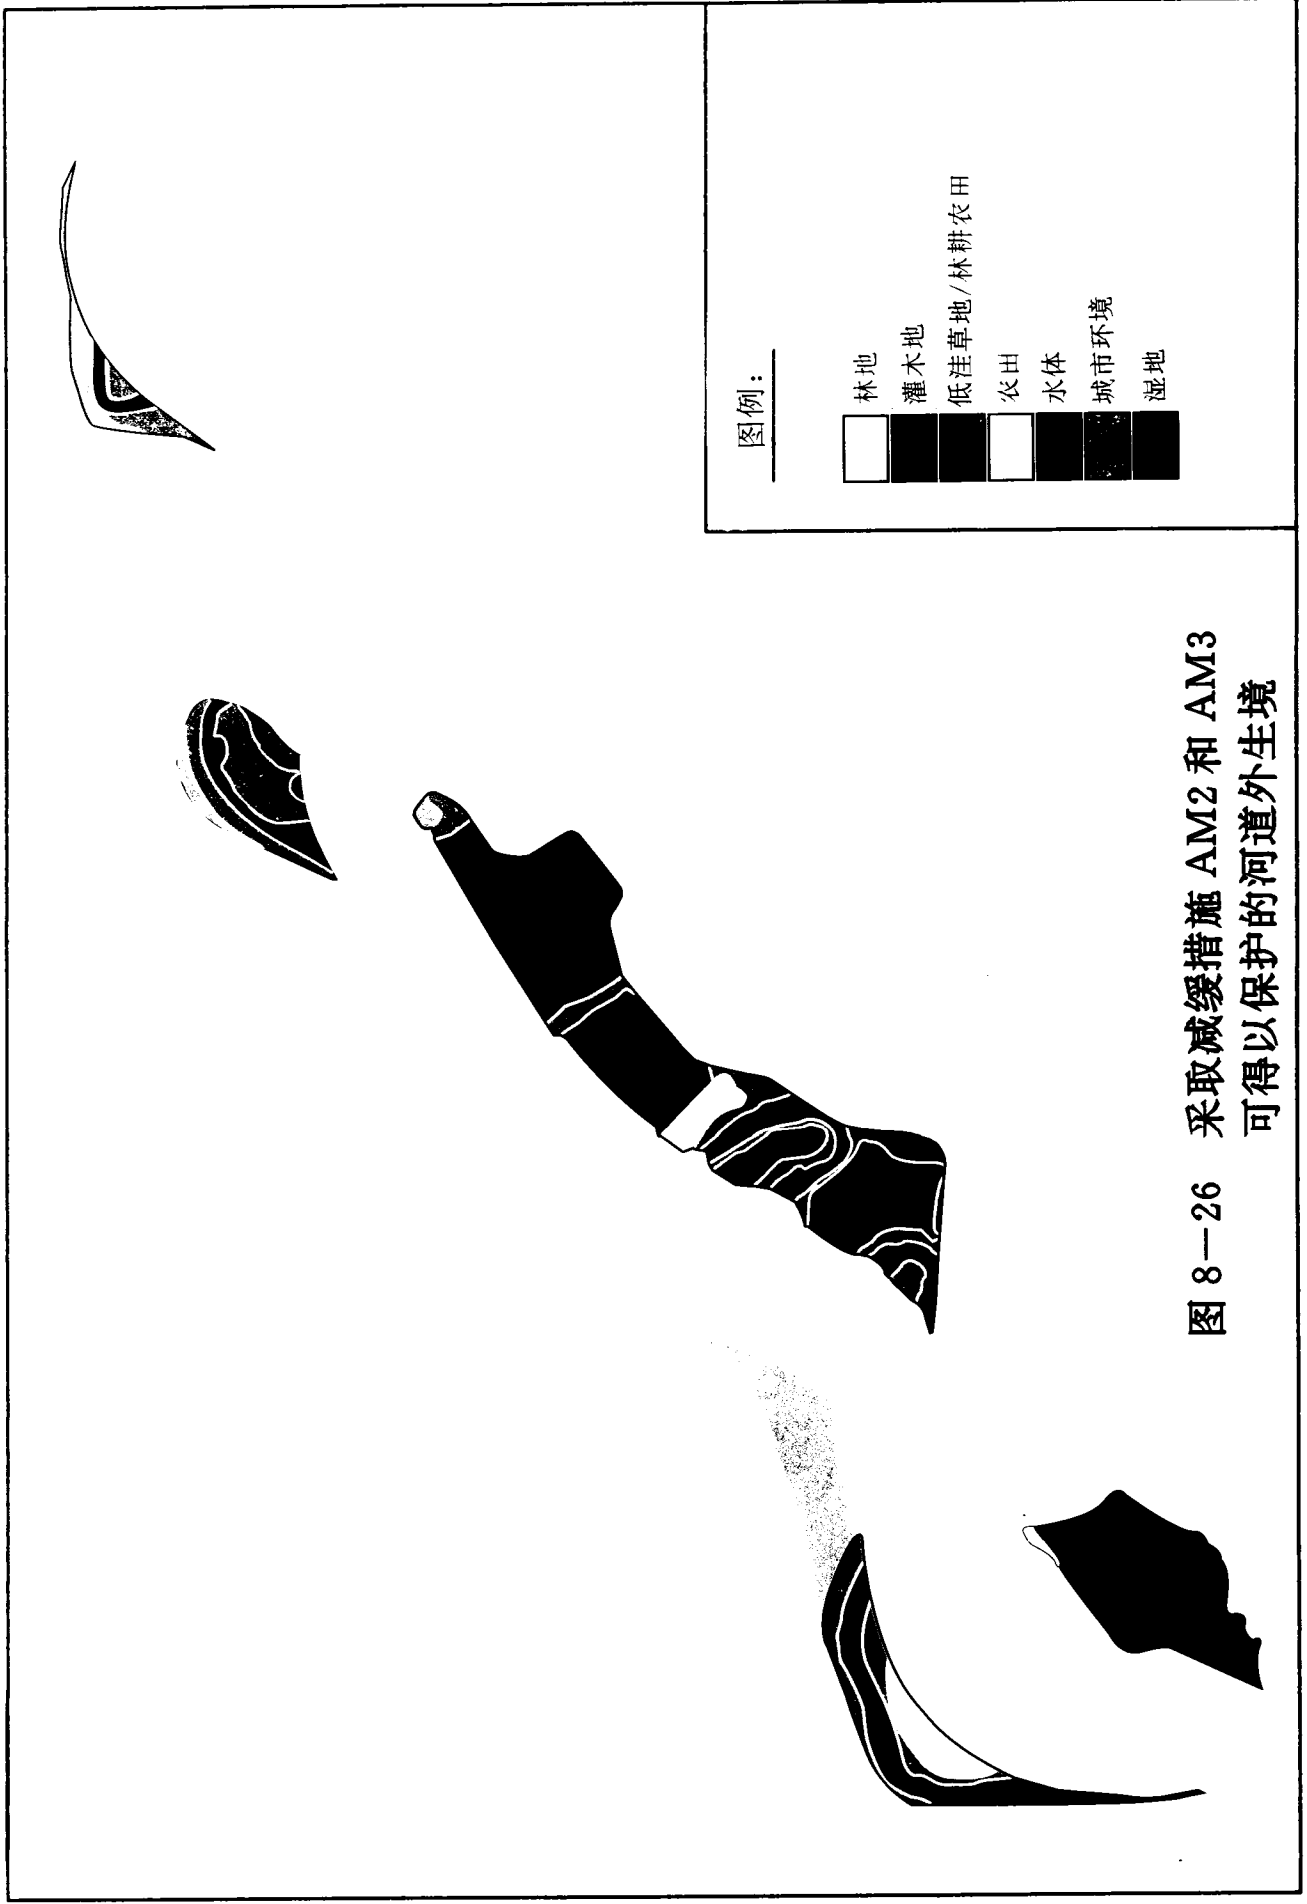 图例：
林地
灌木地
低洼草地/林耕农田
农田
水体
城市环境
湿地
图 8—26 采取减缓措施 AM2 和 AM3
可得以保护的河道外生境